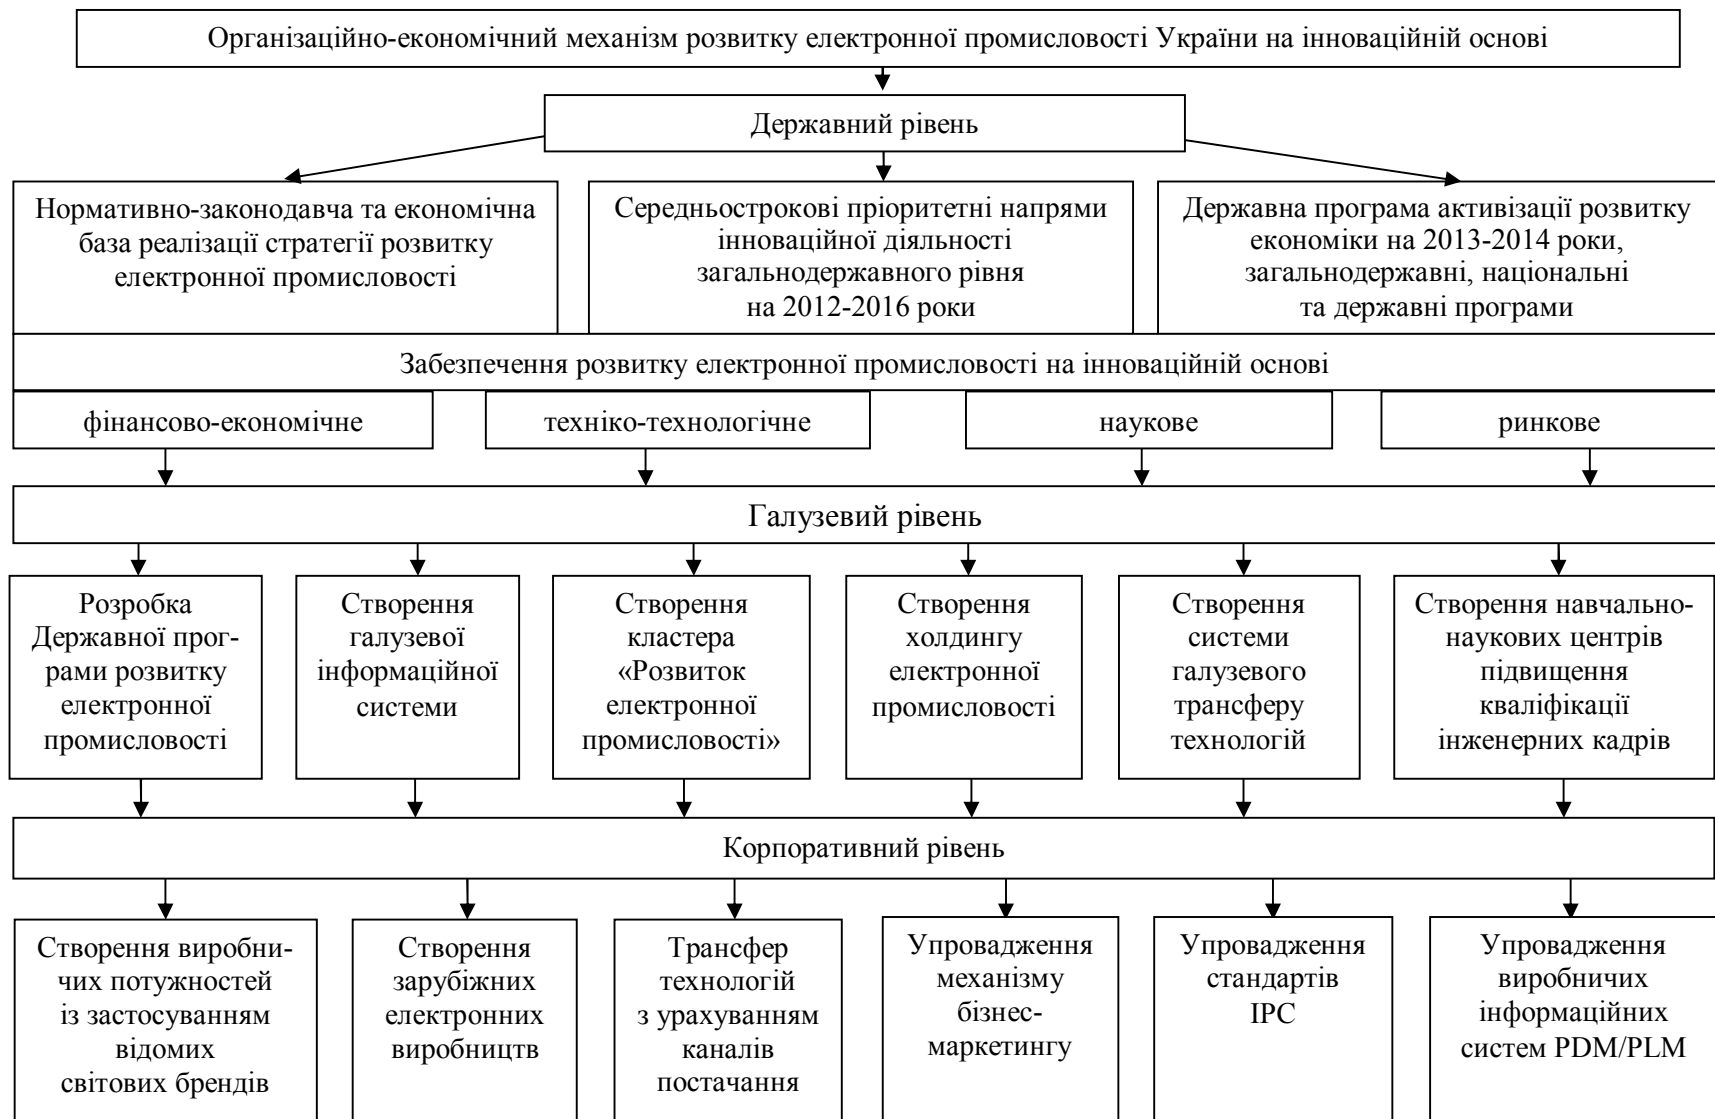 Організаційно-економічний механізм розвитку електронної промисловості України на інноваційній основі
Державний рівень
Нормативно-законодавча та економічна
база реалізації стратегії розвитку
електронної промисловості
Середньострокові пріоритетні напрями
інноваційної діяльності
загальнодержавного рівня
на 2012-2016 роки
Державна програма активізації розвитку
економіки на 2013-2014 роки,
загальнодержавні, національні
та державні програми
Забезпечення розвитку електронної промисловості на інноваційній основі
фінансово-економічне
техніко-технологічне
наукове
ринкове
Галузевий рівень
Розробка
Державної прог-
рами розвитку
електронної
промисловості
Створення
галузевої
інформаційної
системи
Створення
кластера
«Розвиток
електронної
промисловості»
Створення
холдингу
електронної
промисловості
Створення
системи
галузевого
трансферу
технологій
Створення навчально-
наукових центрів
підвищення
кваліфікації
інженерних кадрів
Корпоративний рівень
Створення виробни-
чих потужностей
із застосуванням
відомих
світових брендів
Створення
зарубіжних
електронних
виробництв
Трансфер
технологій
з урахуванням
каналів
постачання
Упровадження
механізму
бізнес-
маркетингу
Упровадження
стандартів
IPC
Упровадження
виробничих
інформаційних
систем PDM/PLM